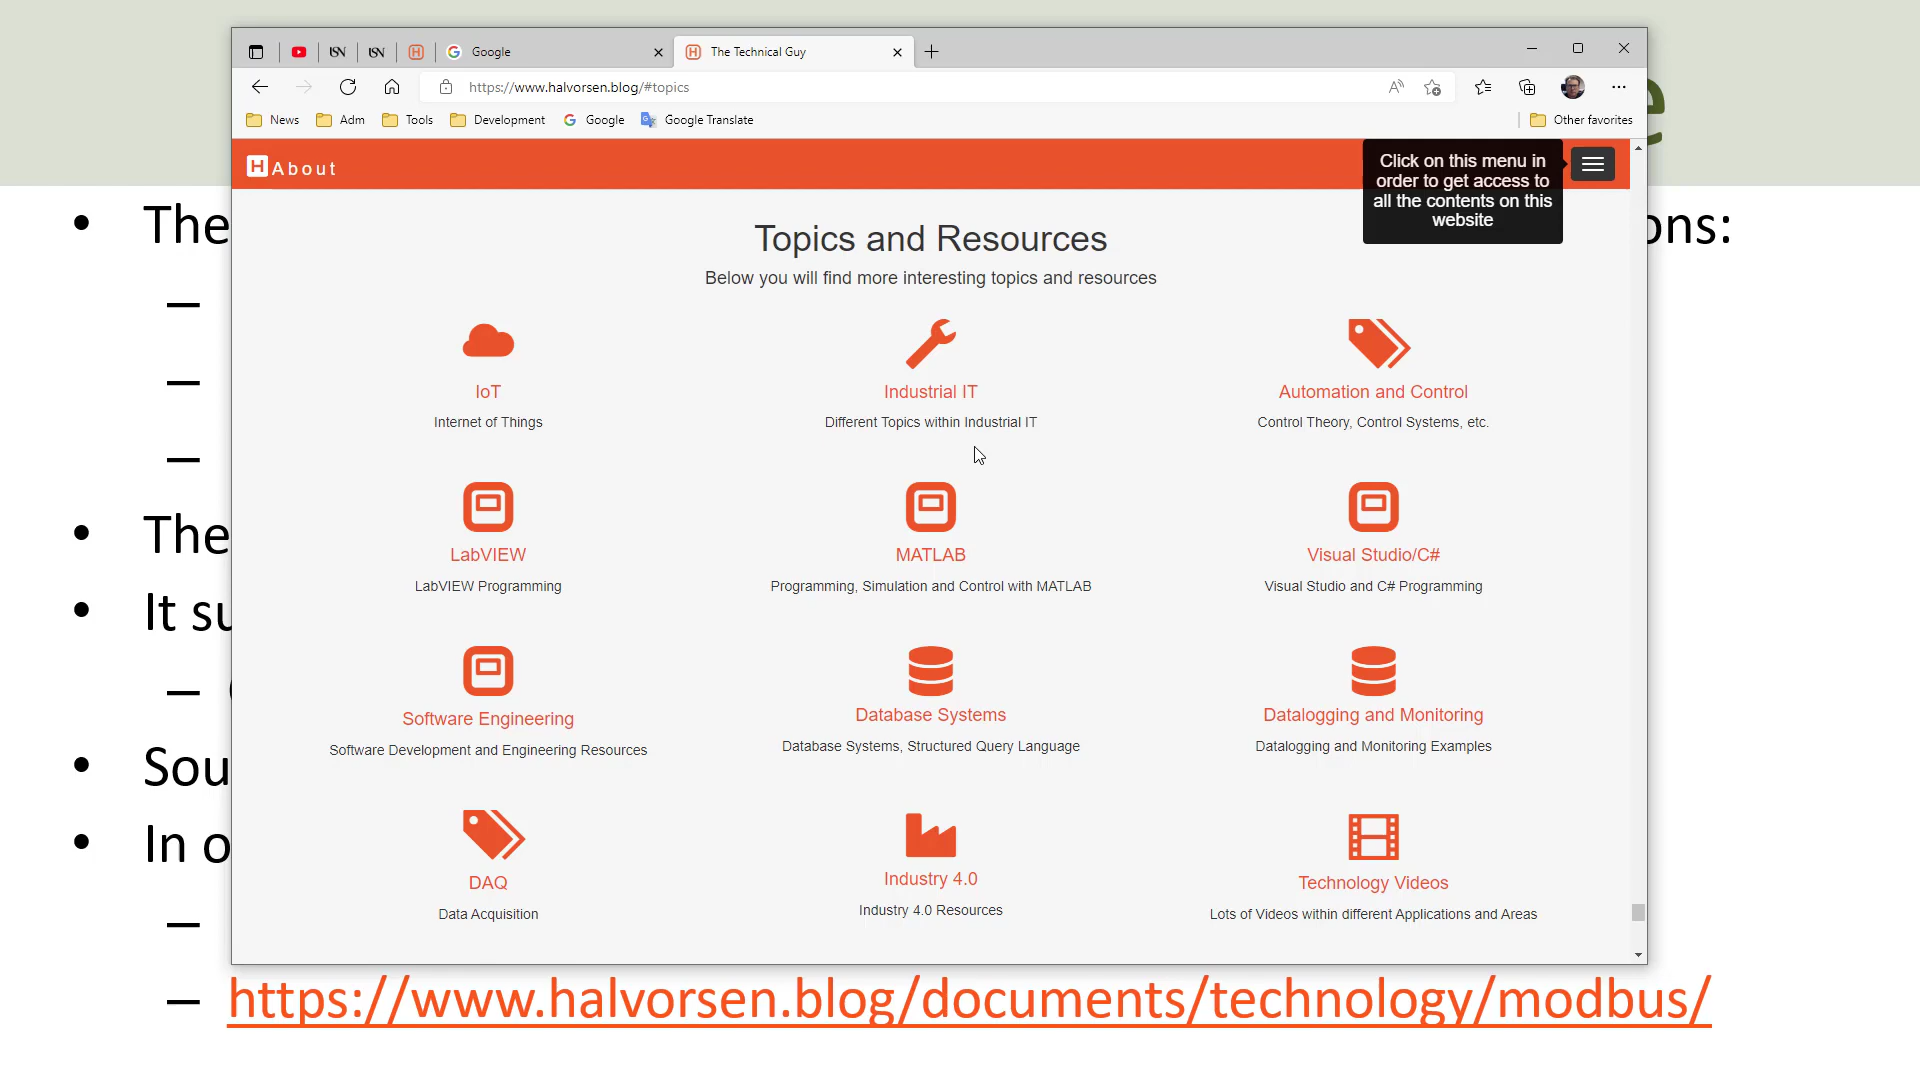 USN
USN
H
Google
H
The Technical Guy
https://www.halvorsen.blog/#topics
News
Adm
Tools
Development
Google
Google Translate
Other favorites
H About
Click on this menu in
order to get access to
all the contents on this
website
Topics and Resources
Below you will find more interesting topics and resources
IoT
Internet of Things
Industrial IT
Different Topics within Industrial IT
Automation and Control
Control Theory, Control Systems, etc.
LabVIEW
LabVIEW Programming
MATLAB
Programming, Simulation and Control with MATLAB
Visual Studio/C#
Visual Studio and C# Programming
Software Engineering
Software Development and Engineering Resources
Database Systems
Database Systems, Structured Query Language
Datalogging and Monitoring
Datalogging and Monitoring Examples
DAQ
Data Acquisition
Industry 4.0
Industry 4.0 Resources
Technology Videos
Lots of Videos within different Applications and Areas
• The
ons:
–
–
–
• The
• It su
–
• Sou
• In o
–
– https://www.halvorsen.blog/documents/technology/modbus/